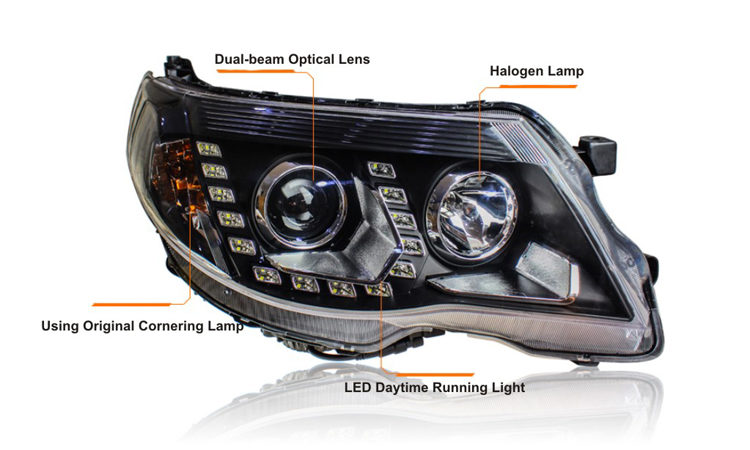 Dual-beam Optical Lens
Halogen Lamp
Using Original Cornering Lamp
LED Daytime Running Light